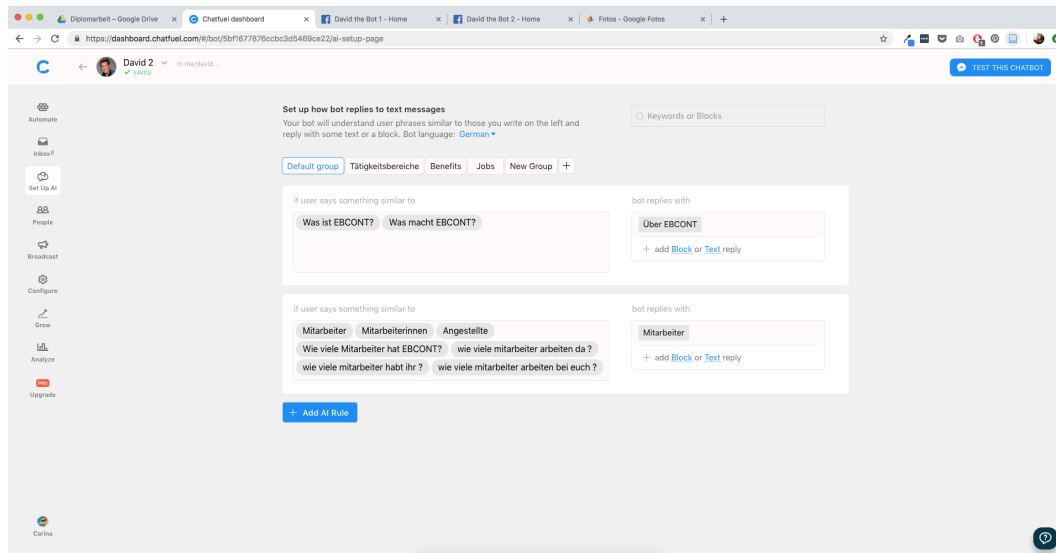 Diplomarbeit – Google Drive
Chatfuel dashboard
David the Bot 1 - Home
David the Bot 2 - Home
Fotos - Google Fotos
https://dashboard.chatfuel.com/#/bot/5bf1677876ccbc3d5469ce22/ai-setup-page
David 2
m.me/david...
SAVED
TEST THIS CHATBOT
Automate
Inbox β
Set Up AI
People
Broadcast
Configure
Grow
Analyze
PRO
Upgrade
Carina
Set up how bot replies to text messages
Your bot will understand user phrases similar to those you write on the left and
reply with some text or a block. Bot language: German
Keywords or Blocks
Default group Tätigkeitsbereiche Benefits Jobs New Group +
if user says something similar to
Was ist EBCONT? Was macht EBCONT?
bot replies with
Über EBCONT
+ add Block or Text reply
if user says something similar to
Mitarbeiter Mitarbeiterinnen Angestellte
Wie viele Mitarbeiter hat EBCONT? wie viele mitarbeiter arbeiten da ?
wie viele mitarbeiter habt ihr ? wie viele mitarbeiter arbeiten bei euch ?
bot replies with
Mitarbeiter
+ add Block or Text reply
+ Add AI Rule